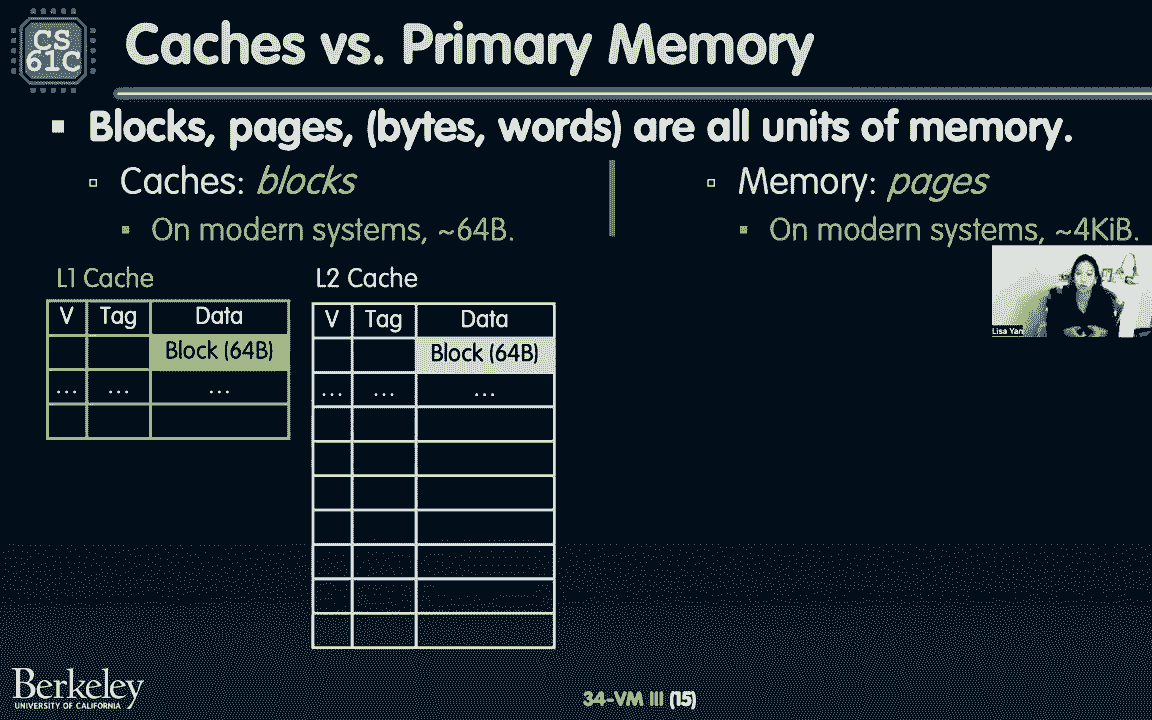 CS
61C
Caches vs. Primary Memory
Blocks, pages, (bytes, words) are all units of memory.
Caches: blocks
On modern systems, ~64B.
Memory: pages
On modern systems, ~4KiB.
L1 Cache
V Tag Data
Block (64B)
... ... ...
L2 Cache
V Tag Data
Block (64B)
... ... ...
Lisa Yan
Berkeley
UNIVERSITY OF CALIFORNIA
34-VM III (15)